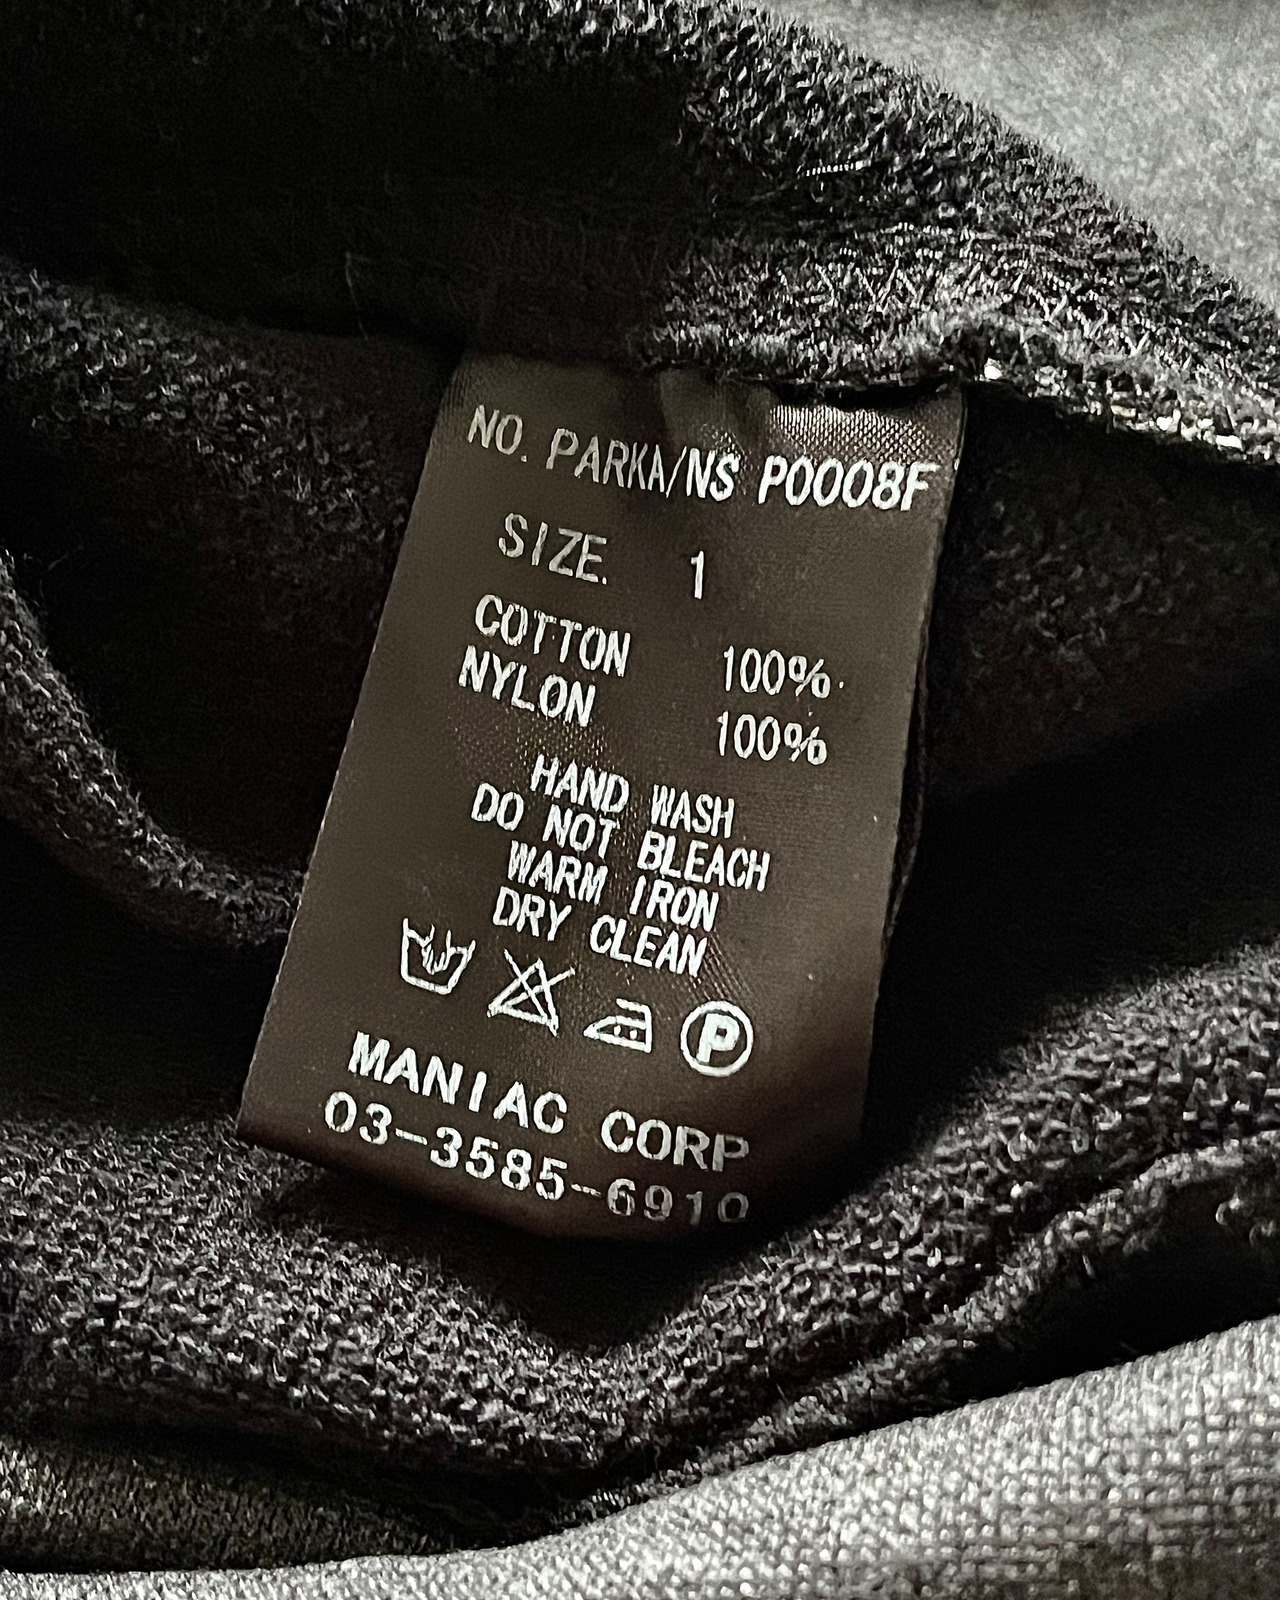 NO. PARKA/NS P0008F
SIZE. 1
COTTON 100%
NYLON 100%
HAND WASH
DO NOT BLEACH
WARM IRON
DRY CLEAN
P
MANIAC CORP
03-3585-6910